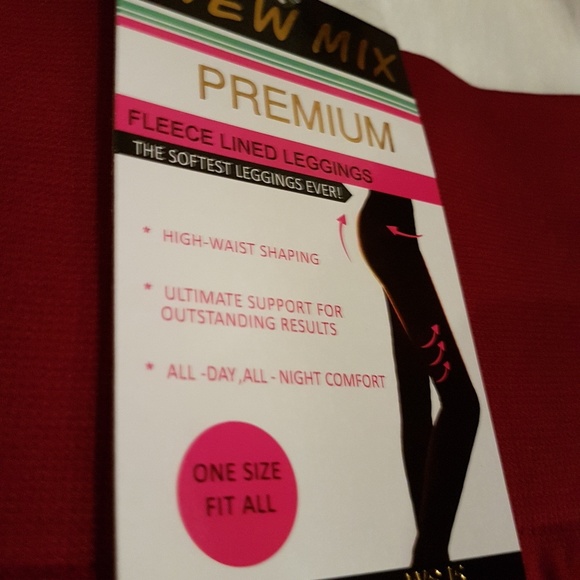 NEW MIX
PREMIUM
FLEECE LINED LEGGINGS
THE SOFTEST LEGGINGS EVER!
* HIGH-WAIST SHAPING
* ULTIMATE SUPPORT FOR
OUTSTANDING RESULTS
* ALL -DAY,ALL - NIGHT COMFORT
ONE SIZE
FIT ALL